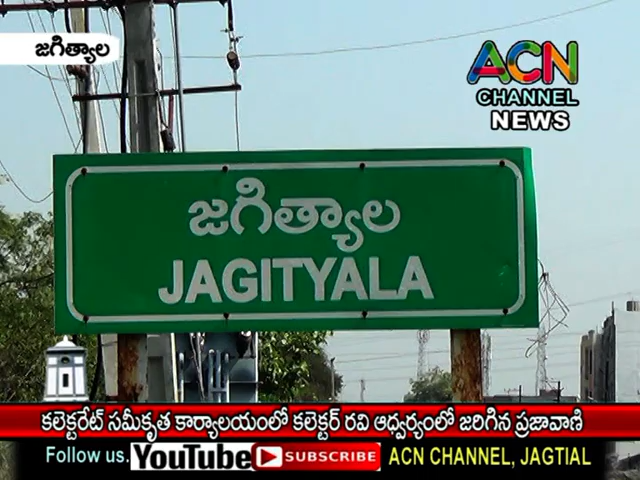 జగిత్యాల
ACN
CHANNEL
NEWS
జగిత్యాల
JAGITYALA
కలెక్టరేట్ సమీకృత కార్యాలయంలో కలెక్టర్ రవి ఆధ్వర్యంలో జరిగిన ప్రజావాణి
Follow us. YouTube SUBSCRIBE ACN CHANNEL, JAGTIAL